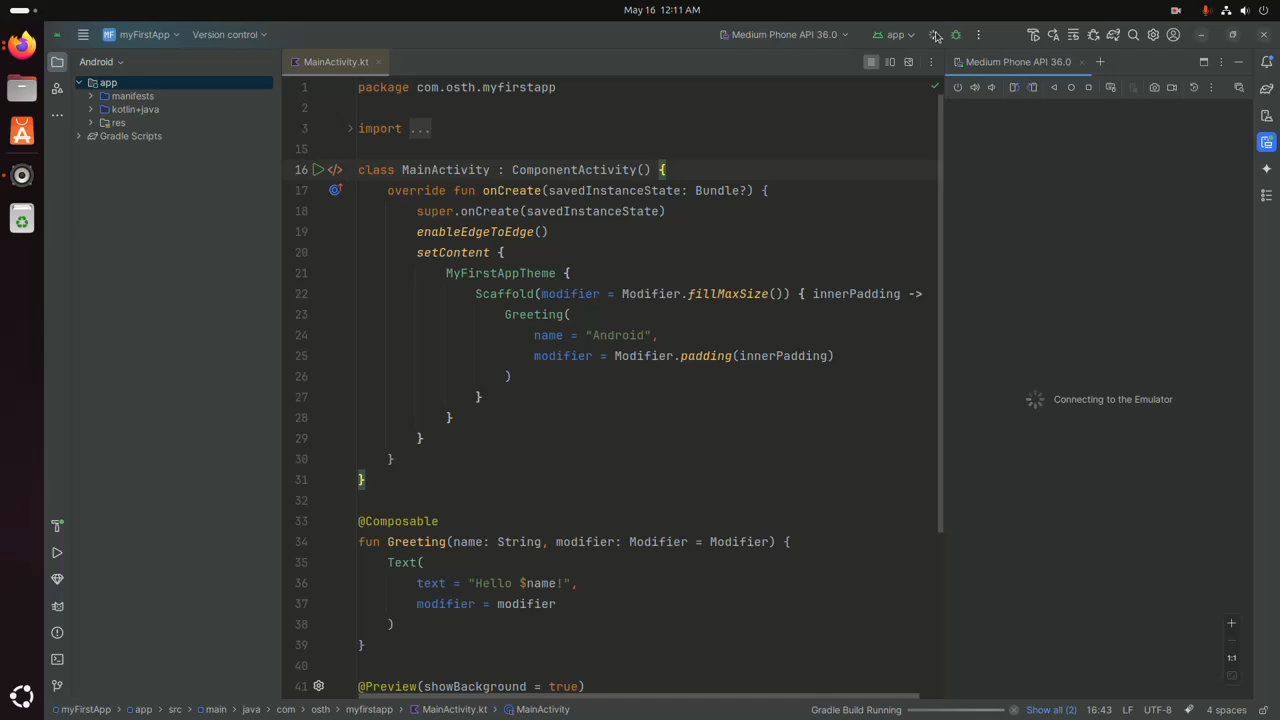 May 16 12:11 AM
MF myFirstApp Version control Medium Phone API 36.0 app
Android MainActivity.kt Medium Phone API 36.0
app
manifests
kotlin+java
res
Gradle Scripts
1 package com.osth.myfirstapp
2
3 import ...
15
16 class MainActivity : ComponentActivity() {
17 override fun onCreate(savedInstanceState: Bundle?) {
18 super.onCreate(savedInstanceState)
19 enableEdgeToEdge()
20 setContent {
21 MyFirstAppTheme {
22 Scaffold(modifier = Modifier.fillMaxSize()) { innerPadding ->
23 Greeting(
24 name = "Android",
25 modifier = Modifier.padding(innerPadding)
26 )
27 }
28 }
29 }
30 }
31 }
32
33 @Composable
34 fun Greeting(name: String, modifier: Modifier = Modifier) {
35 Text(
36 text = "Hello $name!",
37 modifier = modifier
38 )
39 }
40
41 @Preview(showBackground = true)
Connecting to the Emulator
1:1
myFirstApp app src main java com osth myfirstapp MainActivity.kt MainActivity Gradle Build Running Show all (2) 16:43 LF UTF-8 4 spaces